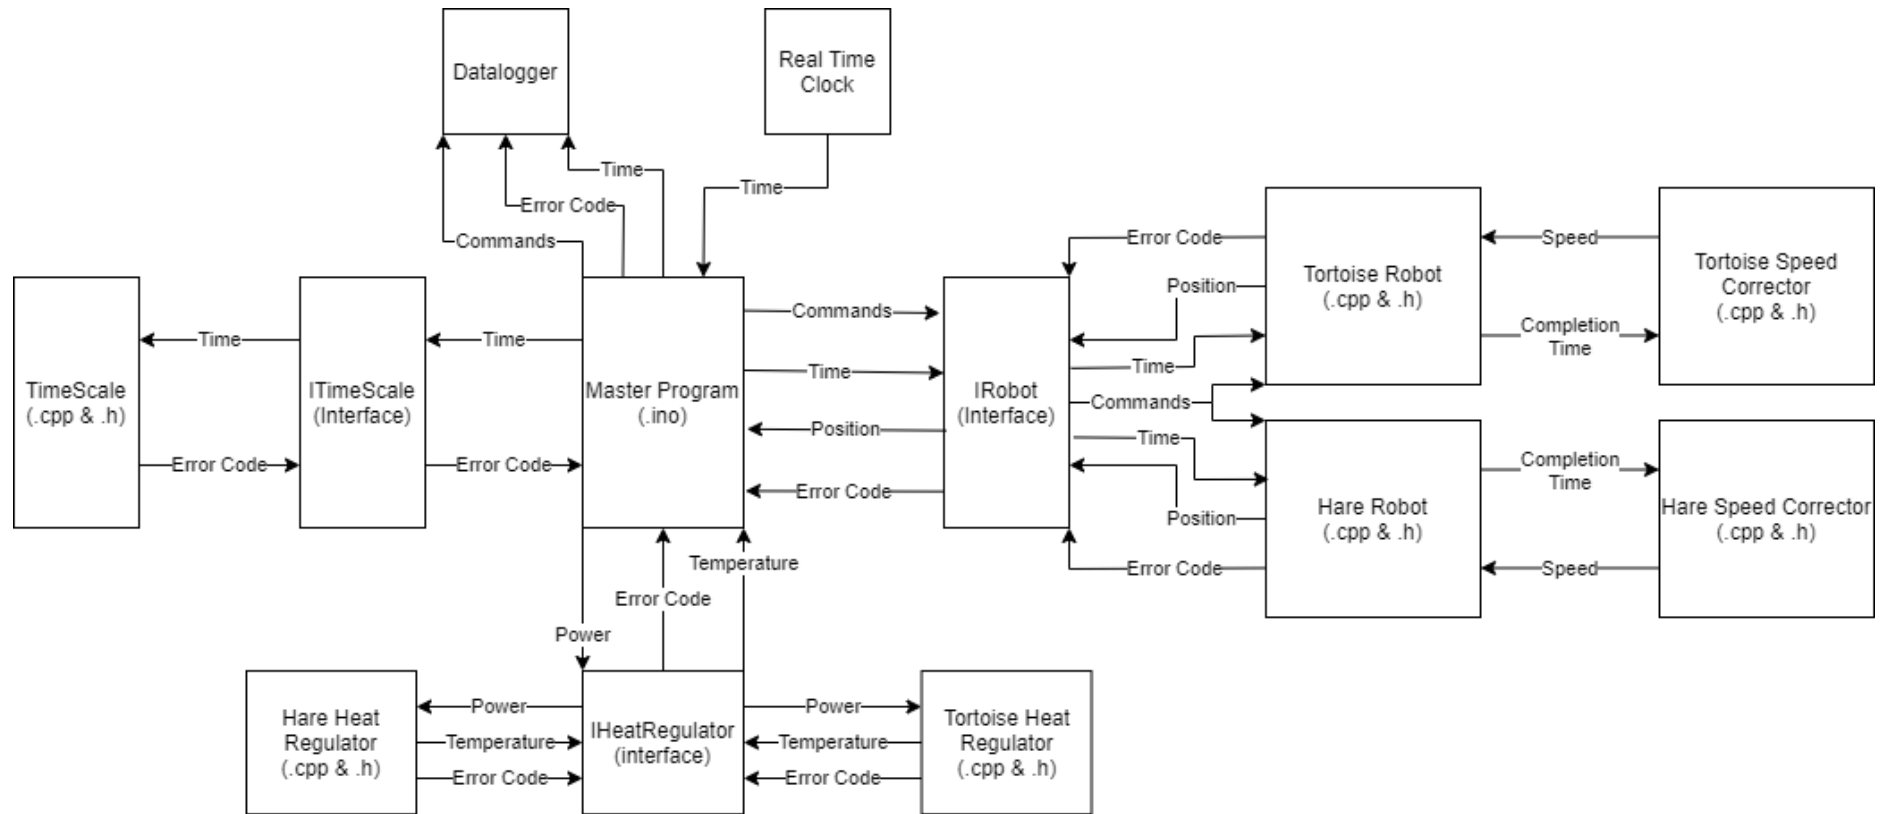 Datalogger
Real Time
Clock
Time
Time
Error Code
Commands
Error Code
Speed
Tortoise Robot
(.cpp & .h)
Tortoise Speed
Corrector
(.cpp & .h)
Position
Commands
Completion
Time
Time
Time
Time
Time
TimeScale
(.cpp & .h)
ITimeScale
(Interface)
Master Program
(.ino)
IRobot
(Interface)
Commands
Position
Time
Error Code
Error Code
Error Code
Completion
Time
Hare Robot
(.cpp & .h)
Hare Speed Corrector
(.cpp & .h)
Position
Temperature
Error Code
Speed
Error Code
Power
Hare Heat
Regulator
(.cpp & .h)
Power
Temperature
Error Code
IHeatRegulator
(interface)
Power
Temperature
Error Code
Tortoise Heat
Regulator
(.cpp & .h)